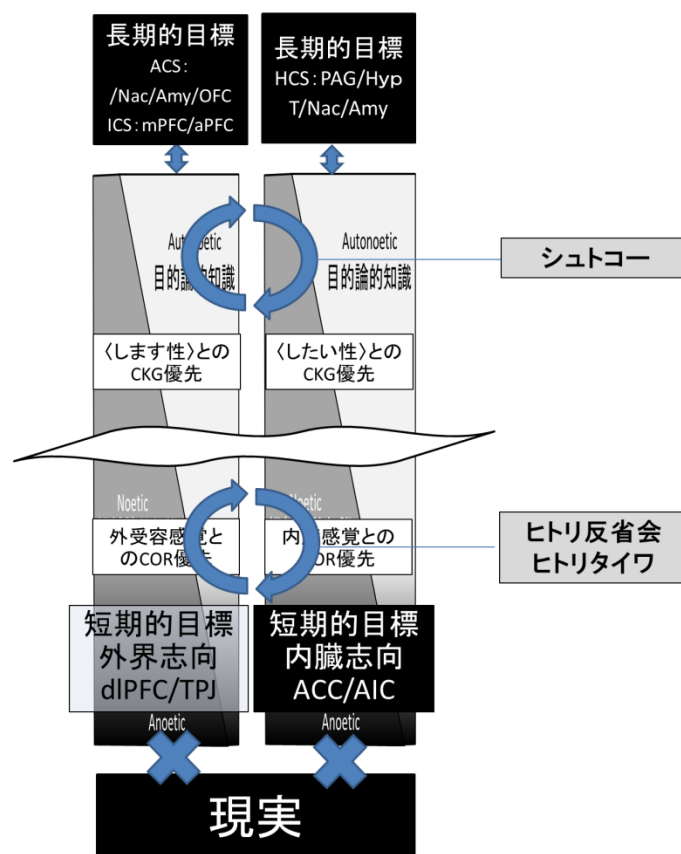 長期的目標
ACS:
/Nac/Amy/OFC
ICS:mPFC/aPFC
長期的目標
HCS:PAG/Hyp
T/Nac/Amy
Autonoetic
目的論的知識
Autonoetic
目的論的知識
シュトコー
〈します性〉との
CKG優先
〈したい性〉との
CKG優先
Noetic
Noetic
外受容感覚と
のCOR優先
内臓感覚との
COR優先
ヒトリ反省会
ヒトリタイワ
短期的目標
外界志向
dlPFC/TPJ
短期的目標
内臓志向
ACC/AIC
Anoetic
Anoetic
現実